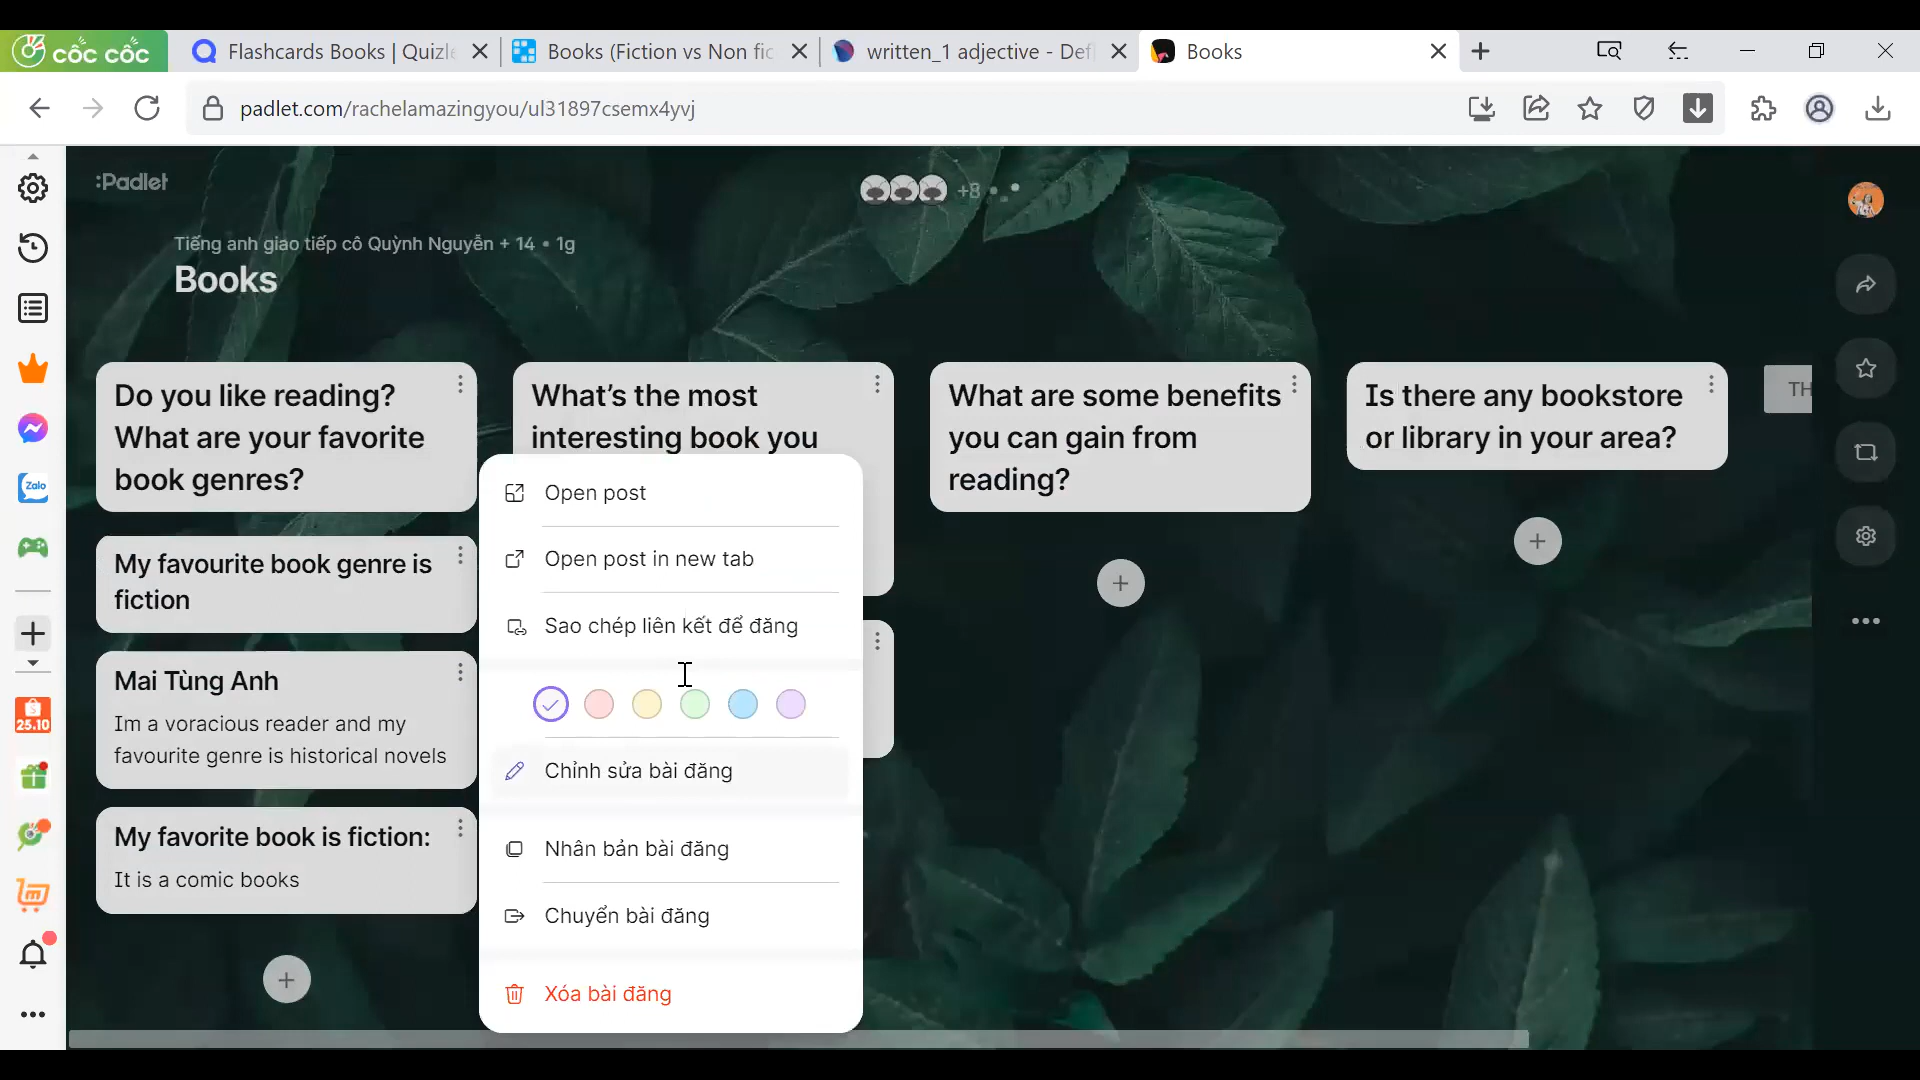 cốc cốc
Flashcards Books | Quizle
Books (Fiction vs Non fic
written_1 adjective - Defi
Books
padlet.com/rachelamazingyou/ul31897csemx4yvj
:Padlet
+8
Tiếng anh giao tiếp cô Quỳnh Nguyễn + 14 • 1g
Books
Do you like reading?
What are your favorite
book genres?
My favourite book genre is
fiction
Mai Tùng Anh
Im a voracious reader and my
favourite genre is historical novels
My favorite book is fiction:
It is a comic books
What’s the most
interesting book you
Open post
Open post in new tab
Sao chép liên kết để đăng
Chỉnh sửa bài đăng
Nhân bản bài đăng
Chuyển bài đăng
Xóa bài đăng
What are some benefits
you can gain from
reading?
Is there any bookstore
or library in your area?
TH
Zalo
25.10